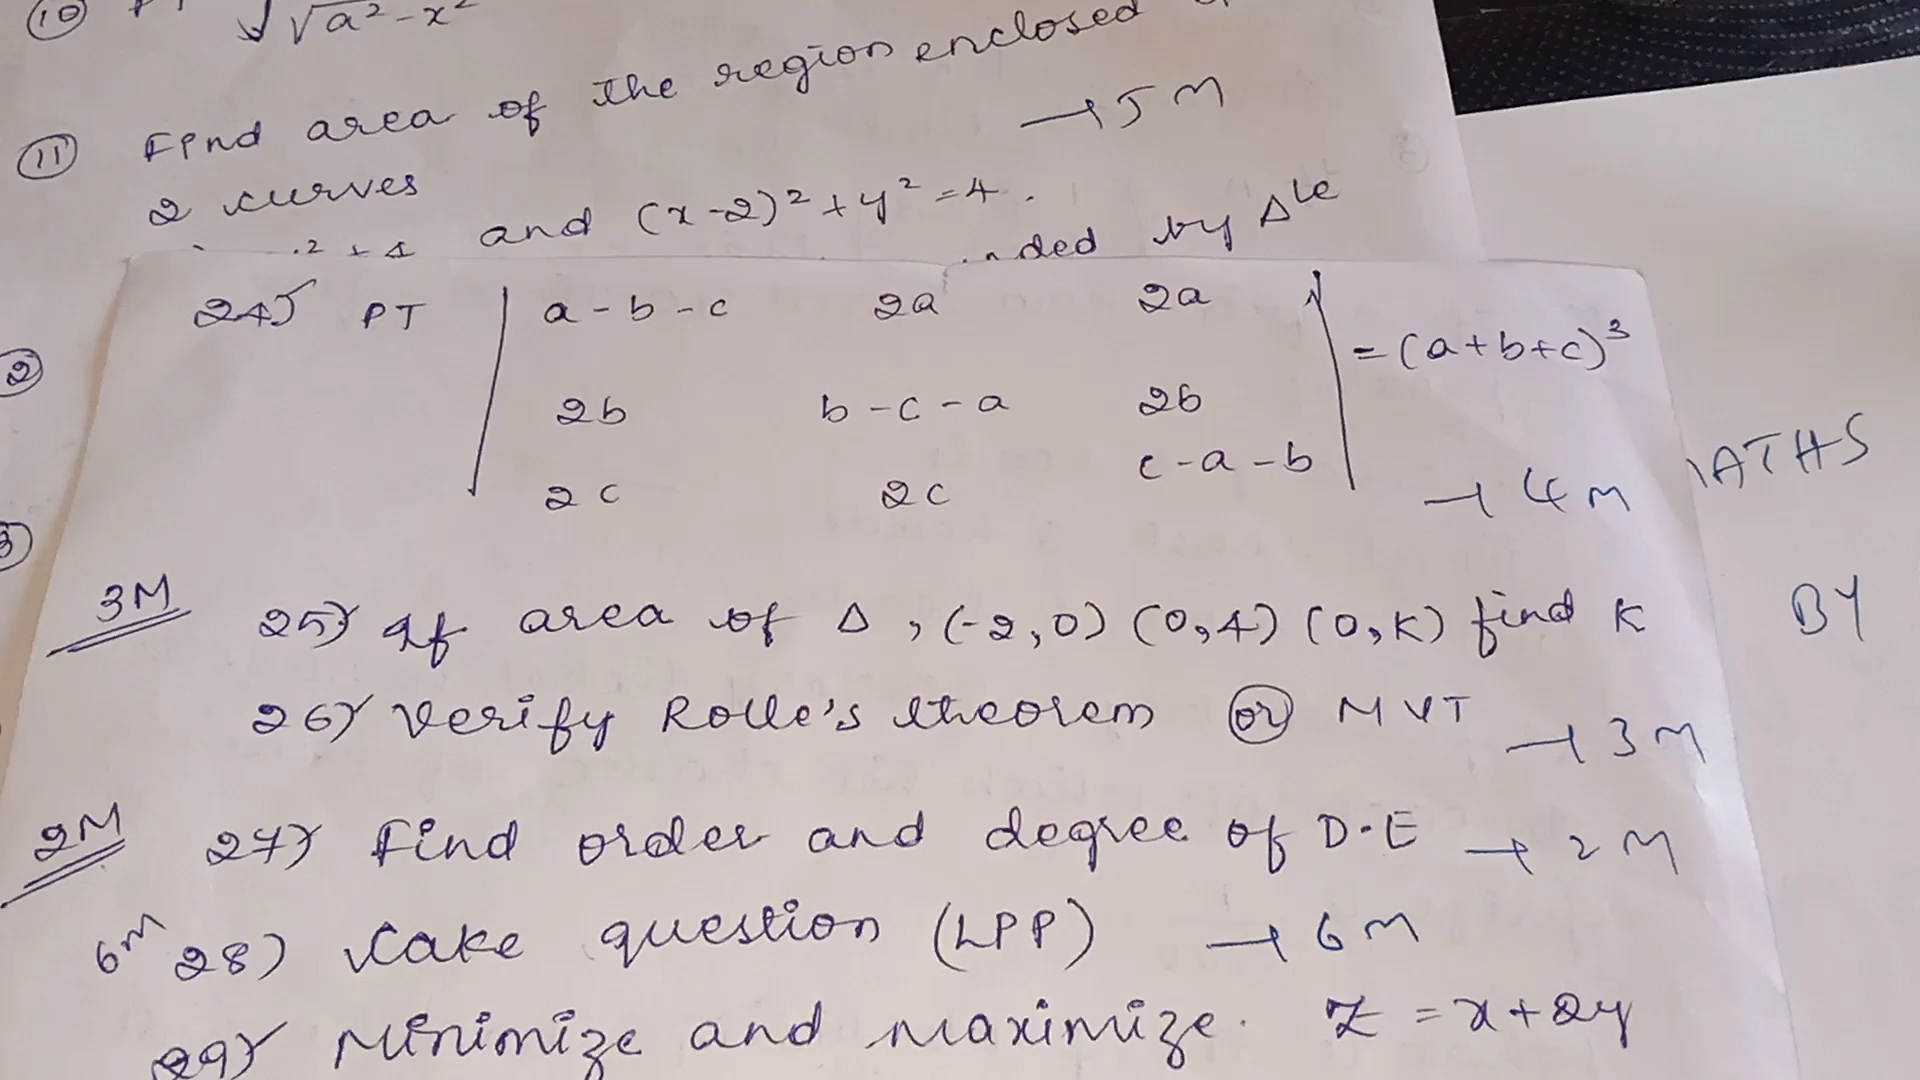 10
√a²-x²
11 Find area of the region enclosed
→ 5M
2 curves
and (x-2)²+y²=4.
nded by Δle
24) PT | a-b-c 2a 2a | = (a+b+c)³
2b b-c-a 2b
2c 2c c-a-b
→ 4M
ATHS
2
3M 25) If area of Δ, (-2,0) (0,4) (0,K) find K
BY
26) Verify Rolle's theorem or MVT → 3M
2M 27) Find order and degree of D.E → 2M
6M 28) Cake question (LPP) → 6M
29) Minimize and Maximize. Z = x+2y